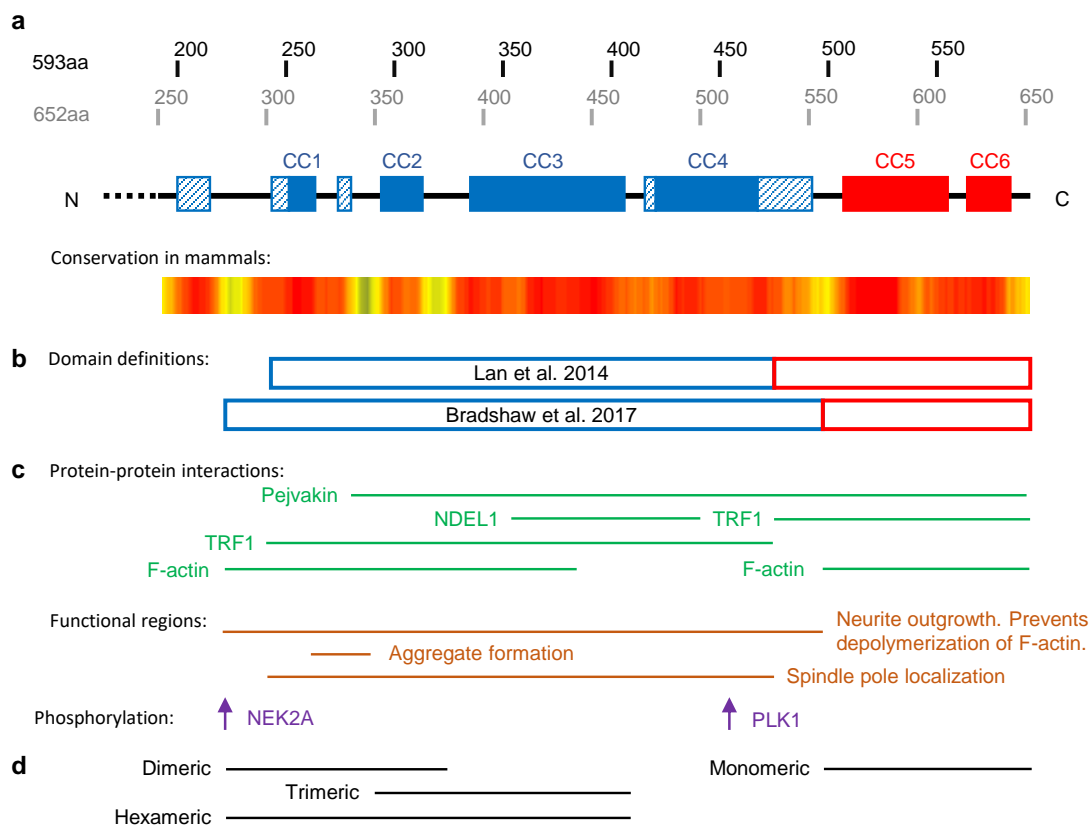 a
200 250 300 350 400 450 500 550
593aa
250 300 350 400 450 500 550 600 650
652aa
CC1 CC2 CC3 CC4 CC5 CC6
N C
Conservation in mammals:
b Domain definitions:
Lan et al. 2014
Bradshaw et al. 2017
c Protein-protein interactions:
Pejvakin
NDEL1 TRF1
TRF1
F-actin F-actin
Functional regions: Neurite outgrowth. Prevents
depolymerization of F-actin.
Aggregate formation
Spindle pole localization
Phosphorylation: NEK2A PLK1
d Dimeric Monomeric
Trimeric
Hexameric